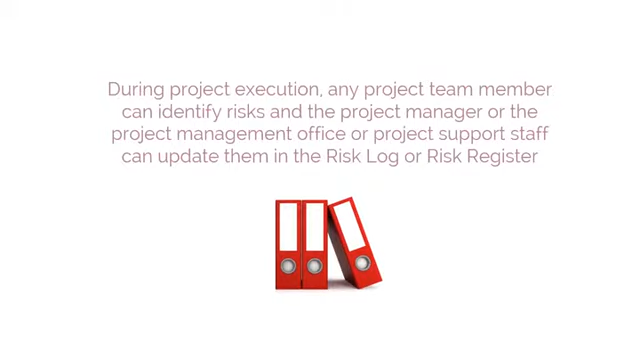 During project execution, any project team member
can identify risks and the project manager or the
project management office or project support staff
can update them in the Risk Log or Risk Register